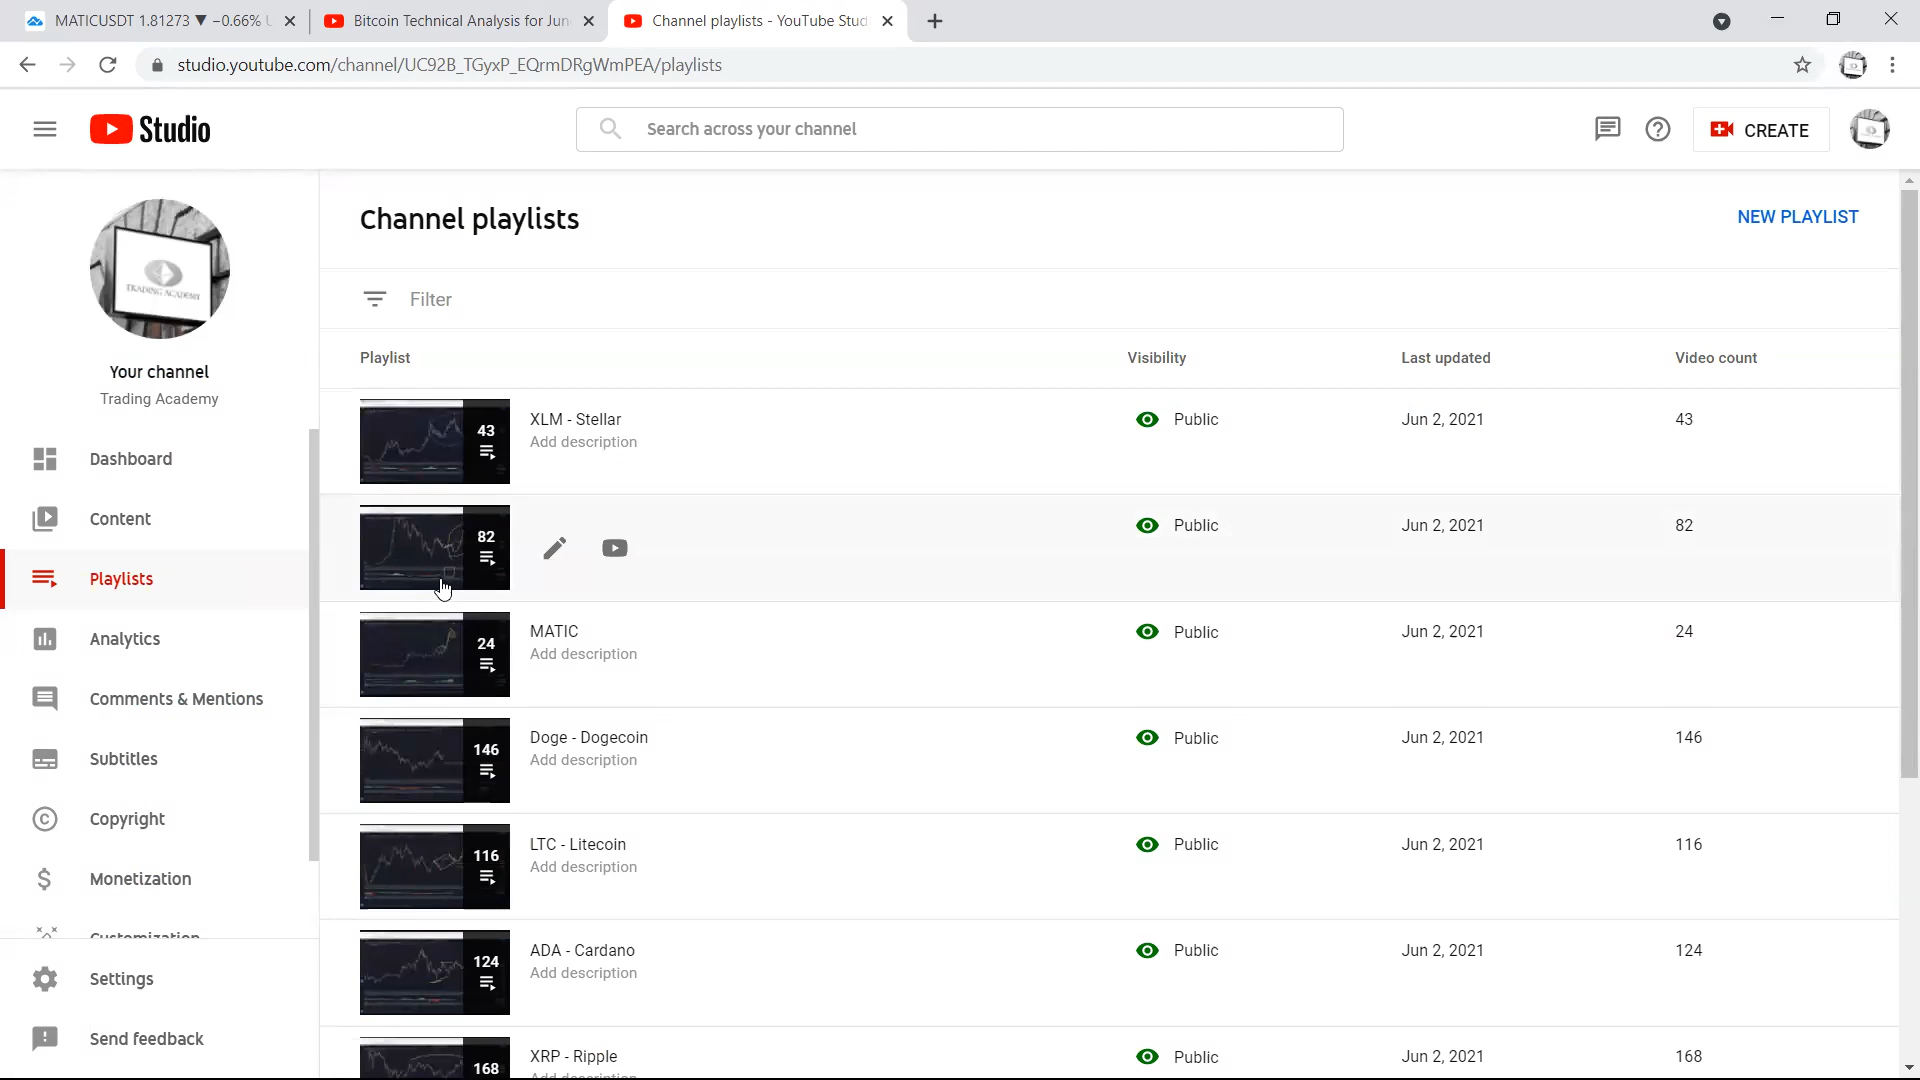 MATICUSDT 1.81273 ▼ −0.66%
Bitcoin Technical Analysis for Jun
Channel playlists - YouTube Stud
studio.youtube.com/channel/UC92B_TGyxP_EQrmDRgWmPEA/playlists
Studio
Search across your channel
CREATE
TRADING ACADEMY
Your channel
Trading Academy
Dashboard
Content
Playlists
Analytics
Comments & Mentions
Subtitles
Copyright
Monetization
Customization
Settings
Send feedback
Channel playlists
NEW PLAYLIST
Filter
Playlist Visibility Last updated Video count
43 XLM - Stellar Public Jun 2, 2021 43
Add description
82 Public Jun 2, 2021 82
24 MATIC Public Jun 2, 2021 24
Add description
146 Doge - Dogecoin Public Jun 2, 2021 146
Add description
116 LTC - Litecoin Public Jun 2, 2021 116
Add description
124 ADA - Cardano Public Jun 2, 2021 124
Add description
168 XRP - Ripple Public Jun 2, 2021 168
Add description